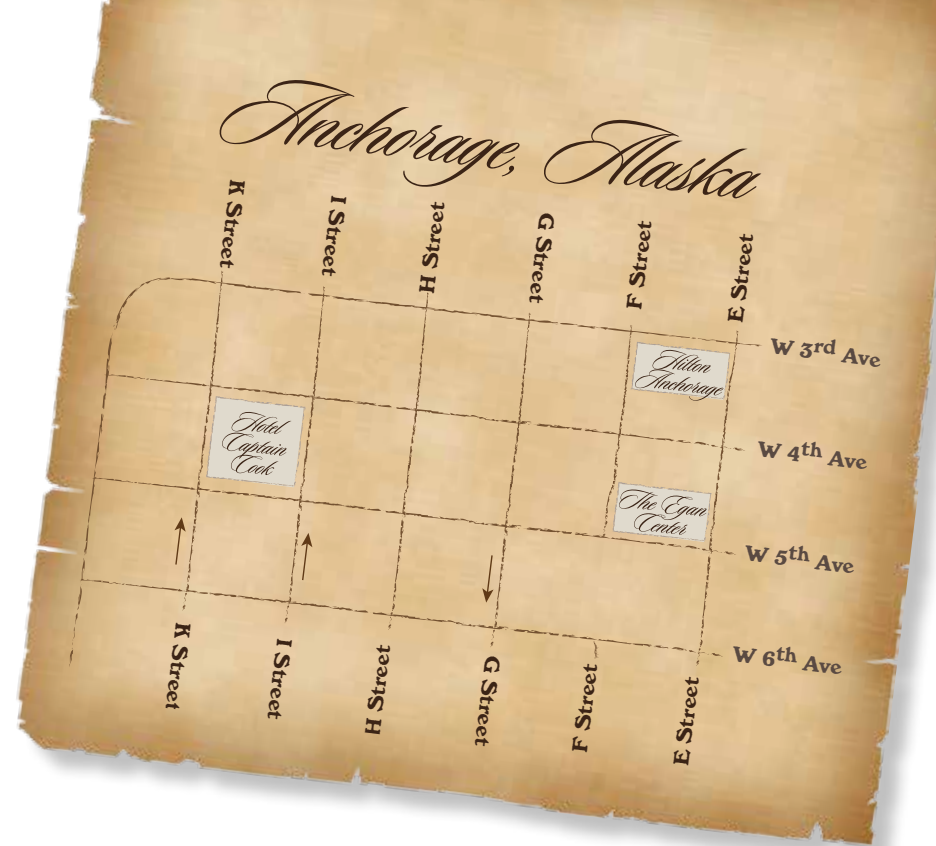 Anchorage, Alaska
K Street
I Street
H Street
G Street
F Street
E Street
W 3rd Ave
Hilton
Anchorage
W 4th Ave
Hotel
Captain
Cook
The Egan
Center
W 5th Ave
W 6th Ave
K Street
I Street
H Street
G Street
F Street
E Street